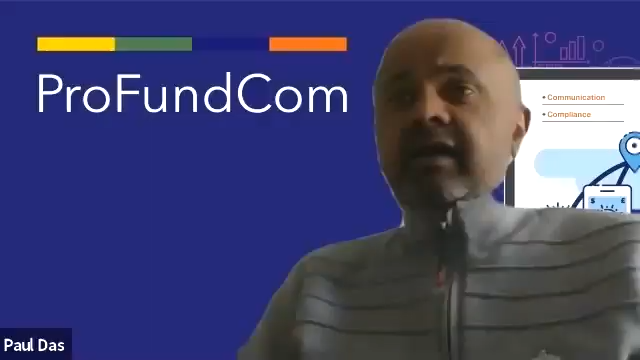 ProFundCom
• Communication
• Compliance
$ £
Paul Das